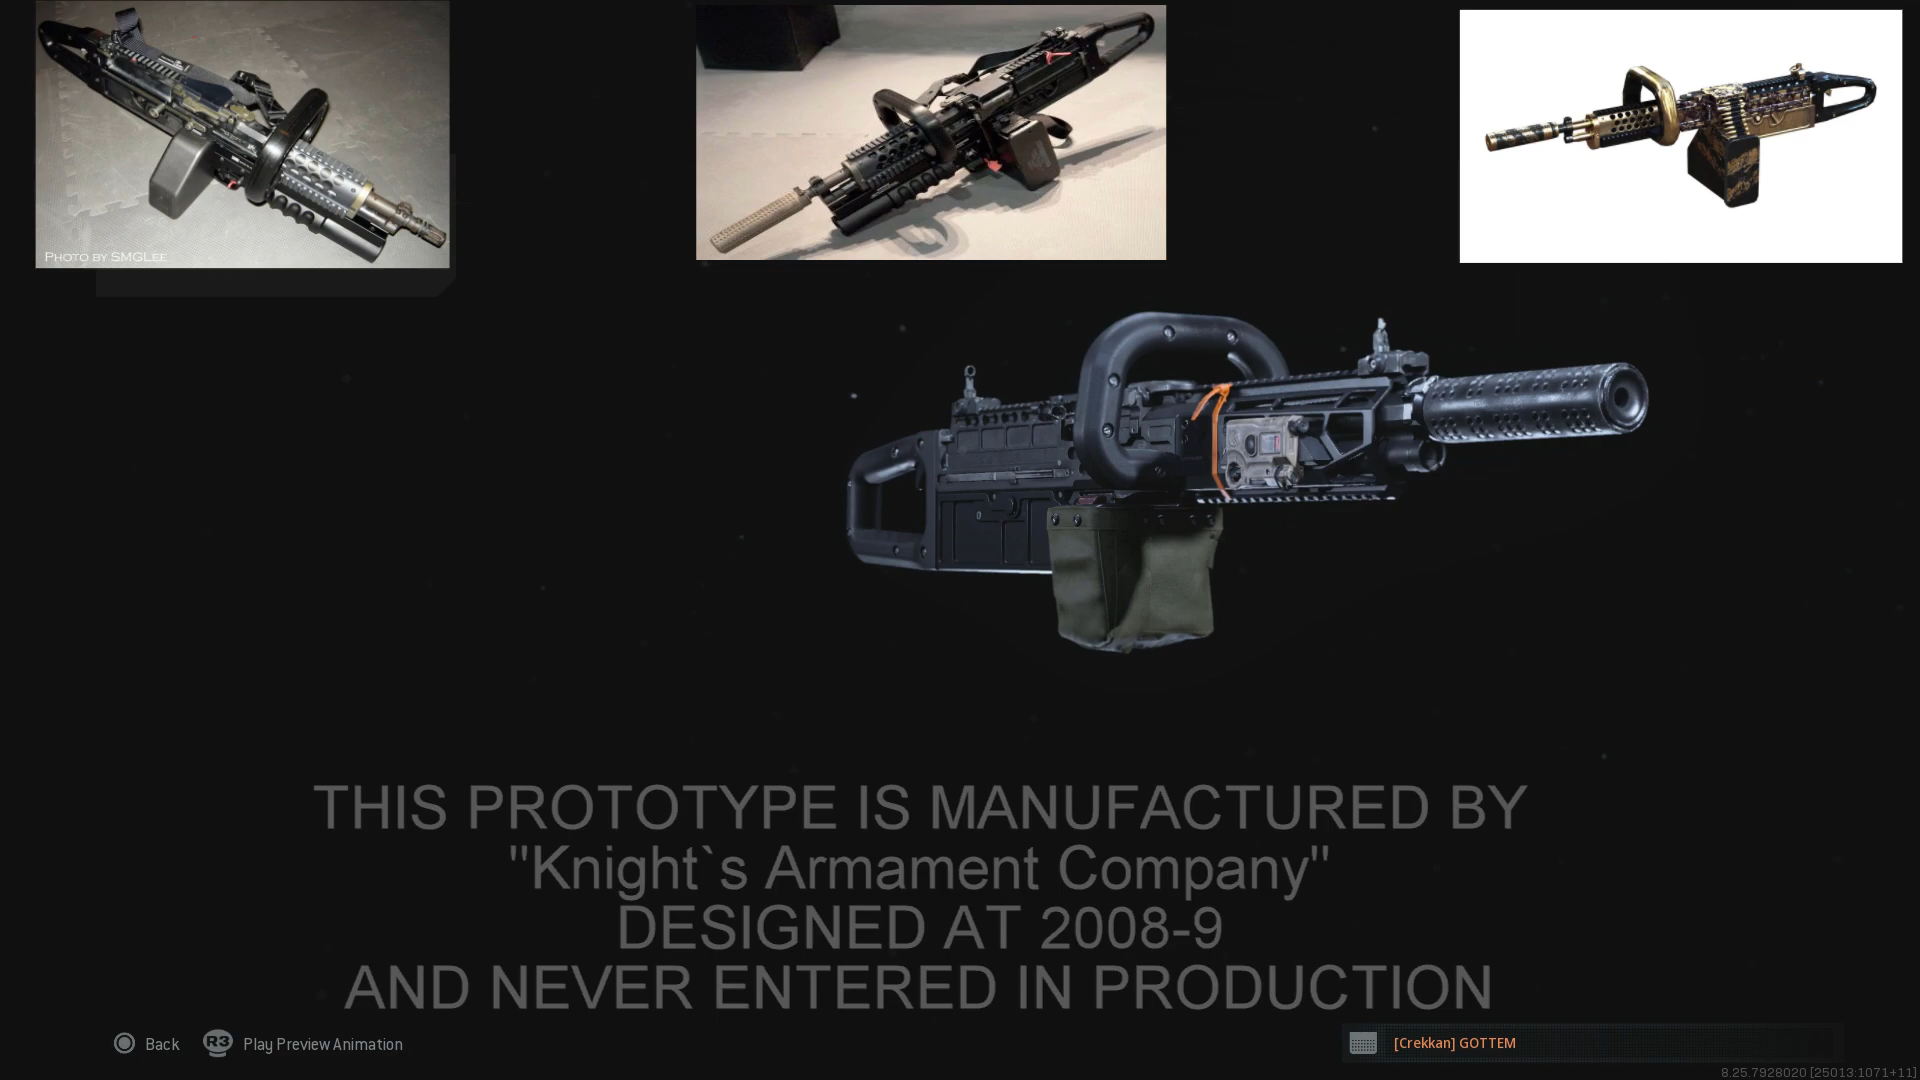 PHOTO BY SMGLEE
THIS PROTOTYPE IS MANUFACTURED BY
"Knight`s Armament Company"
DESIGNED AT 2008-9
AND NEVER ENTERED IN PRODUCTION
Back R3 Play Preview Animation
[Crekkan] GOTTEM
8.25.7928020 [25013:1071+11]